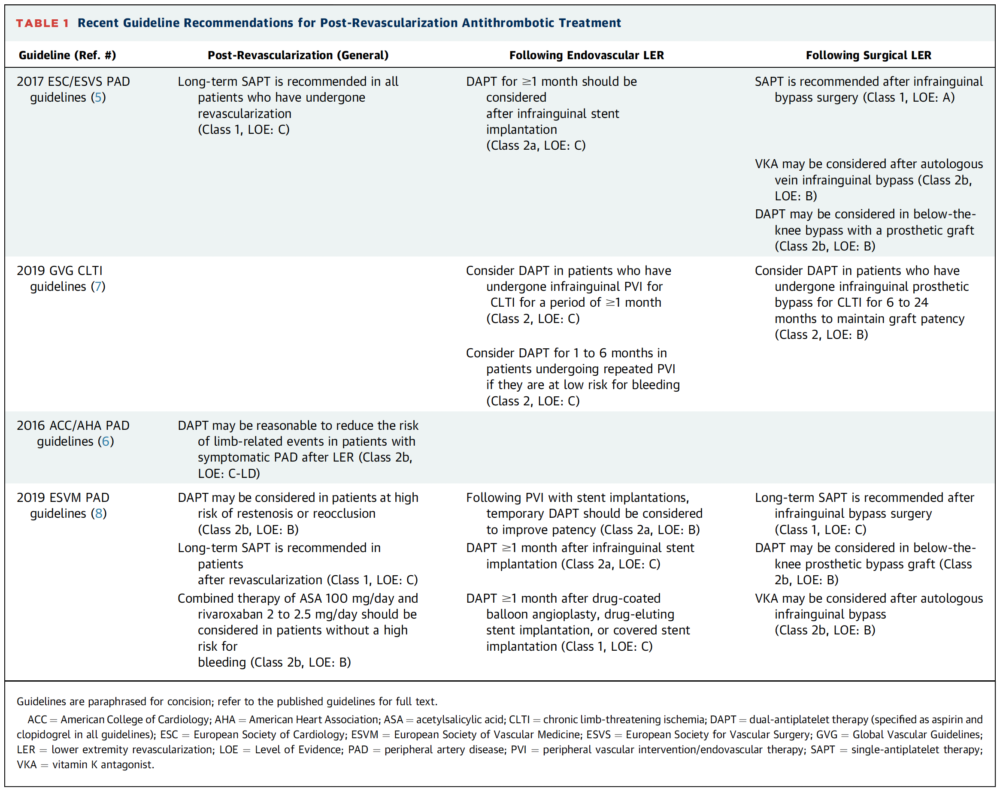 TABLE 1 Recent Guideline Recommendations for Post-Revascularization Antithrombotic Treatment
Guideline (Ref. #) Post-Revascularization (General) Following Endovascular LER Following Surgical LER
2017 ESC/ESVS PAD
guidelines (5)
Long-term SAPT is recommended in all
patients who have undergone
revascularization
(Class 1, LOE: C)
DAPT for ≥1 month should be
considered
after infrainguinal stent
implantation
(Class 2a, LOE: C)
SAPT is recommended after infrainguinal
bypass surgery (Class 1, LOE: A)
VKA may be considered after autologous
vein infrainguinal bypass (Class 2b,
LOE: B)
DAPT may be considered in below-the-
knee bypass with a prosthetic graft
(Class 2b, LOE: B)
2019 GVG CLTI
guidelines (7)
Consider DAPT in patients who have
undergone infrainguinal PVI for
CLTI for a period of ≥1 month
(Class 2, LOE: C)
Consider DAPT for 1 to 6 months in
patients undergoing repeated PVI
if they are at low risk for bleeding
(Class 2, LOE: C)
Consider DAPT in patients who have
undergone infrainguinal prosthetic
bypass for CLTI for 6 to 24
months to maintain graft patency
(Class 2, LOE: B)
2016 ACC/AHA PAD
guidelines (6)
DAPT may be reasonable to reduce the risk
of limb-related events in patients with
symptomatic PAD after LER (Class 2b,
LOE: C-LD)
2019 ESVM PAD
guidelines (8)
DAPT may be considered in patients at high
risk of restenosis or reocclusion
(Class 2b, LOE: B)
Long-term SAPT is recommended in
patients
after revascularization (Class 1, LOE: C)
Combined therapy of ASA 100 mg/day and
rivaroxaban 2 to 2.5 mg/day should be
considered in patients without a high
risk for
bleeding (Class 2b, LOE: B)
Following PVI with stent implantations,
temporary DAPT should be considered
to improve patency (Class 2a, LOE: B)
DAPT ≥1 month after infrainguinal stent
implantation (Class 2a, LOE: C)
DAPT ≥1 month after drug-coated
balloon angioplasty, drug-eluting
stent implantation, or covered stent
implantation (Class 1, LOE: C)
Long-term SAPT is recommended after
infrainguinal bypass surgery
(Class 1, LOE: C)
DAPT may be considered in below-the-
knee prosthetic bypass graft (Class
2b, LOE: B)
VKA may be considered after autologous
infrainguinal bypass
(Class 2b, LOE: B)
Guidelines are paraphrased for concision; refer to the published guidelines for full text.
ACC = American College of Cardiology; AHA = American Heart Association; ASA = acetylsalicylic acid; CLTI = chronic limb-threatening ischemia; DAPT = dual-antiplatelet therapy (specified as aspirin and
clopidogrel in all guidelines); ESC = European Society of Cardiology; ESVM = European Society of Vascular Medicine; ESVS = European Society for Vascular Surgery; GVG = Global Vascular Guidelines;
LER = lower extremity revascularization; LOE = Level of Evidence; PAD = peripheral artery disease; PVI = peripheral vascular intervention/endovascular therapy; SAPT = single-antiplatelet therapy;
VKA = vitamin K antagonist.